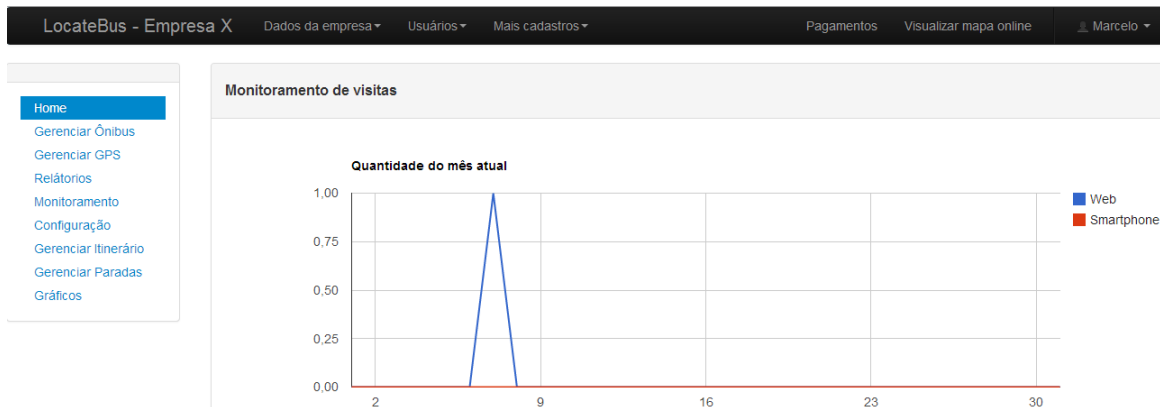 LocateBus - Empresa X Dados da empresa Usuários Mais cadastros Pagamentos Visualizar mapa online Marcelo
Home
Gerenciar Ônibus
Gerenciar GPS
Relátorios
Monitoramento
Configuração
Gerenciar Itinerário
Gerenciar Paradas
Gráficos
Monitoramento de visitas
Quantidade do mês atual
1,00
0,75
0,50
0,25
0,00
2 9 16 23 30
Web
Smartphone